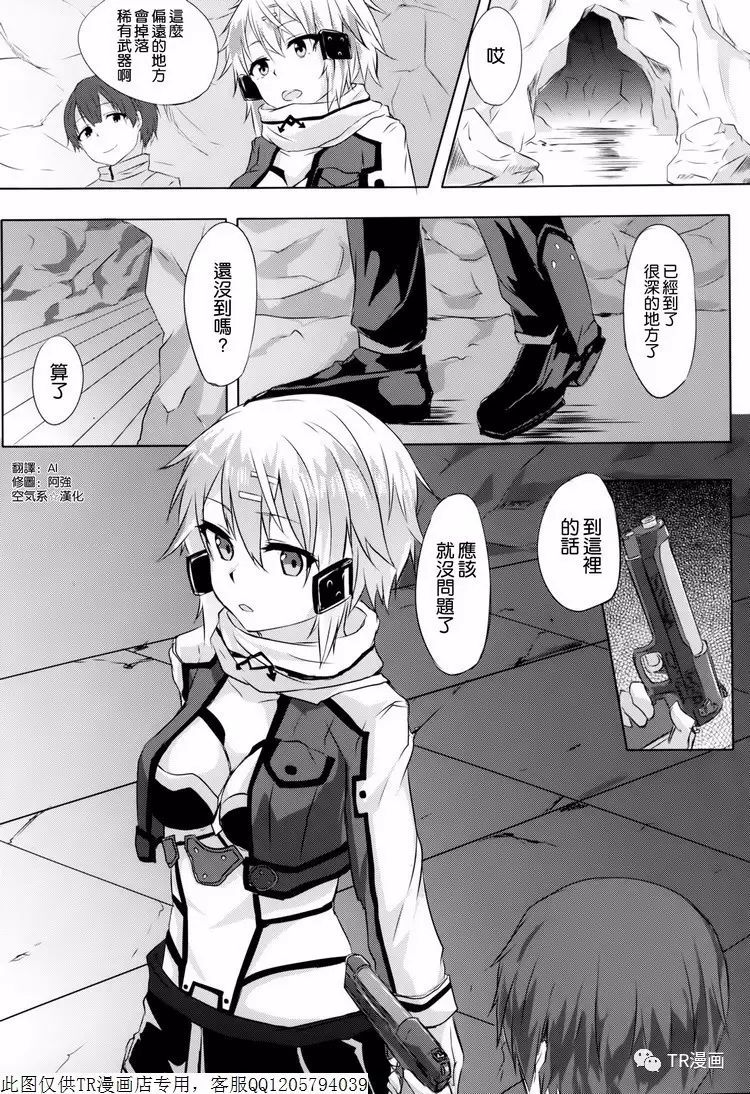 哎
這麼
偏遠的地方
會掉落
稀有武器啊
已經到了
很深的地方了
還沒到嗎？
算了
翻譯：AI
修圖：阿強
空気系☆漢化
到這裡
的話
應該
就沒問題了
TR漫画
此图仅供TR漫画店专用，客服QQ1205794039